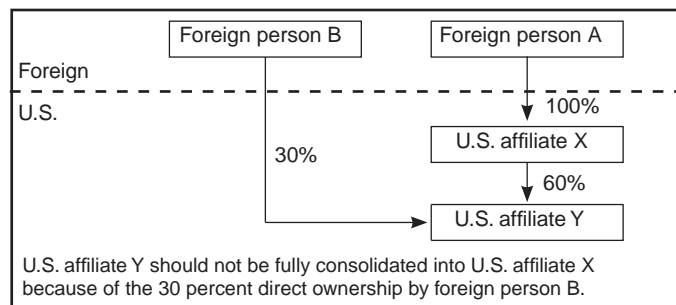 Foreign person B
Foreign person A
Foreign
U.S.
100%
U.S. affiliate X
30%
60%
U.S. affiliate Y
U.S. affiliate Y should not be fully consolidated into U.S. affiliate X
because of the 30 percent direct ownership by foreign person B.